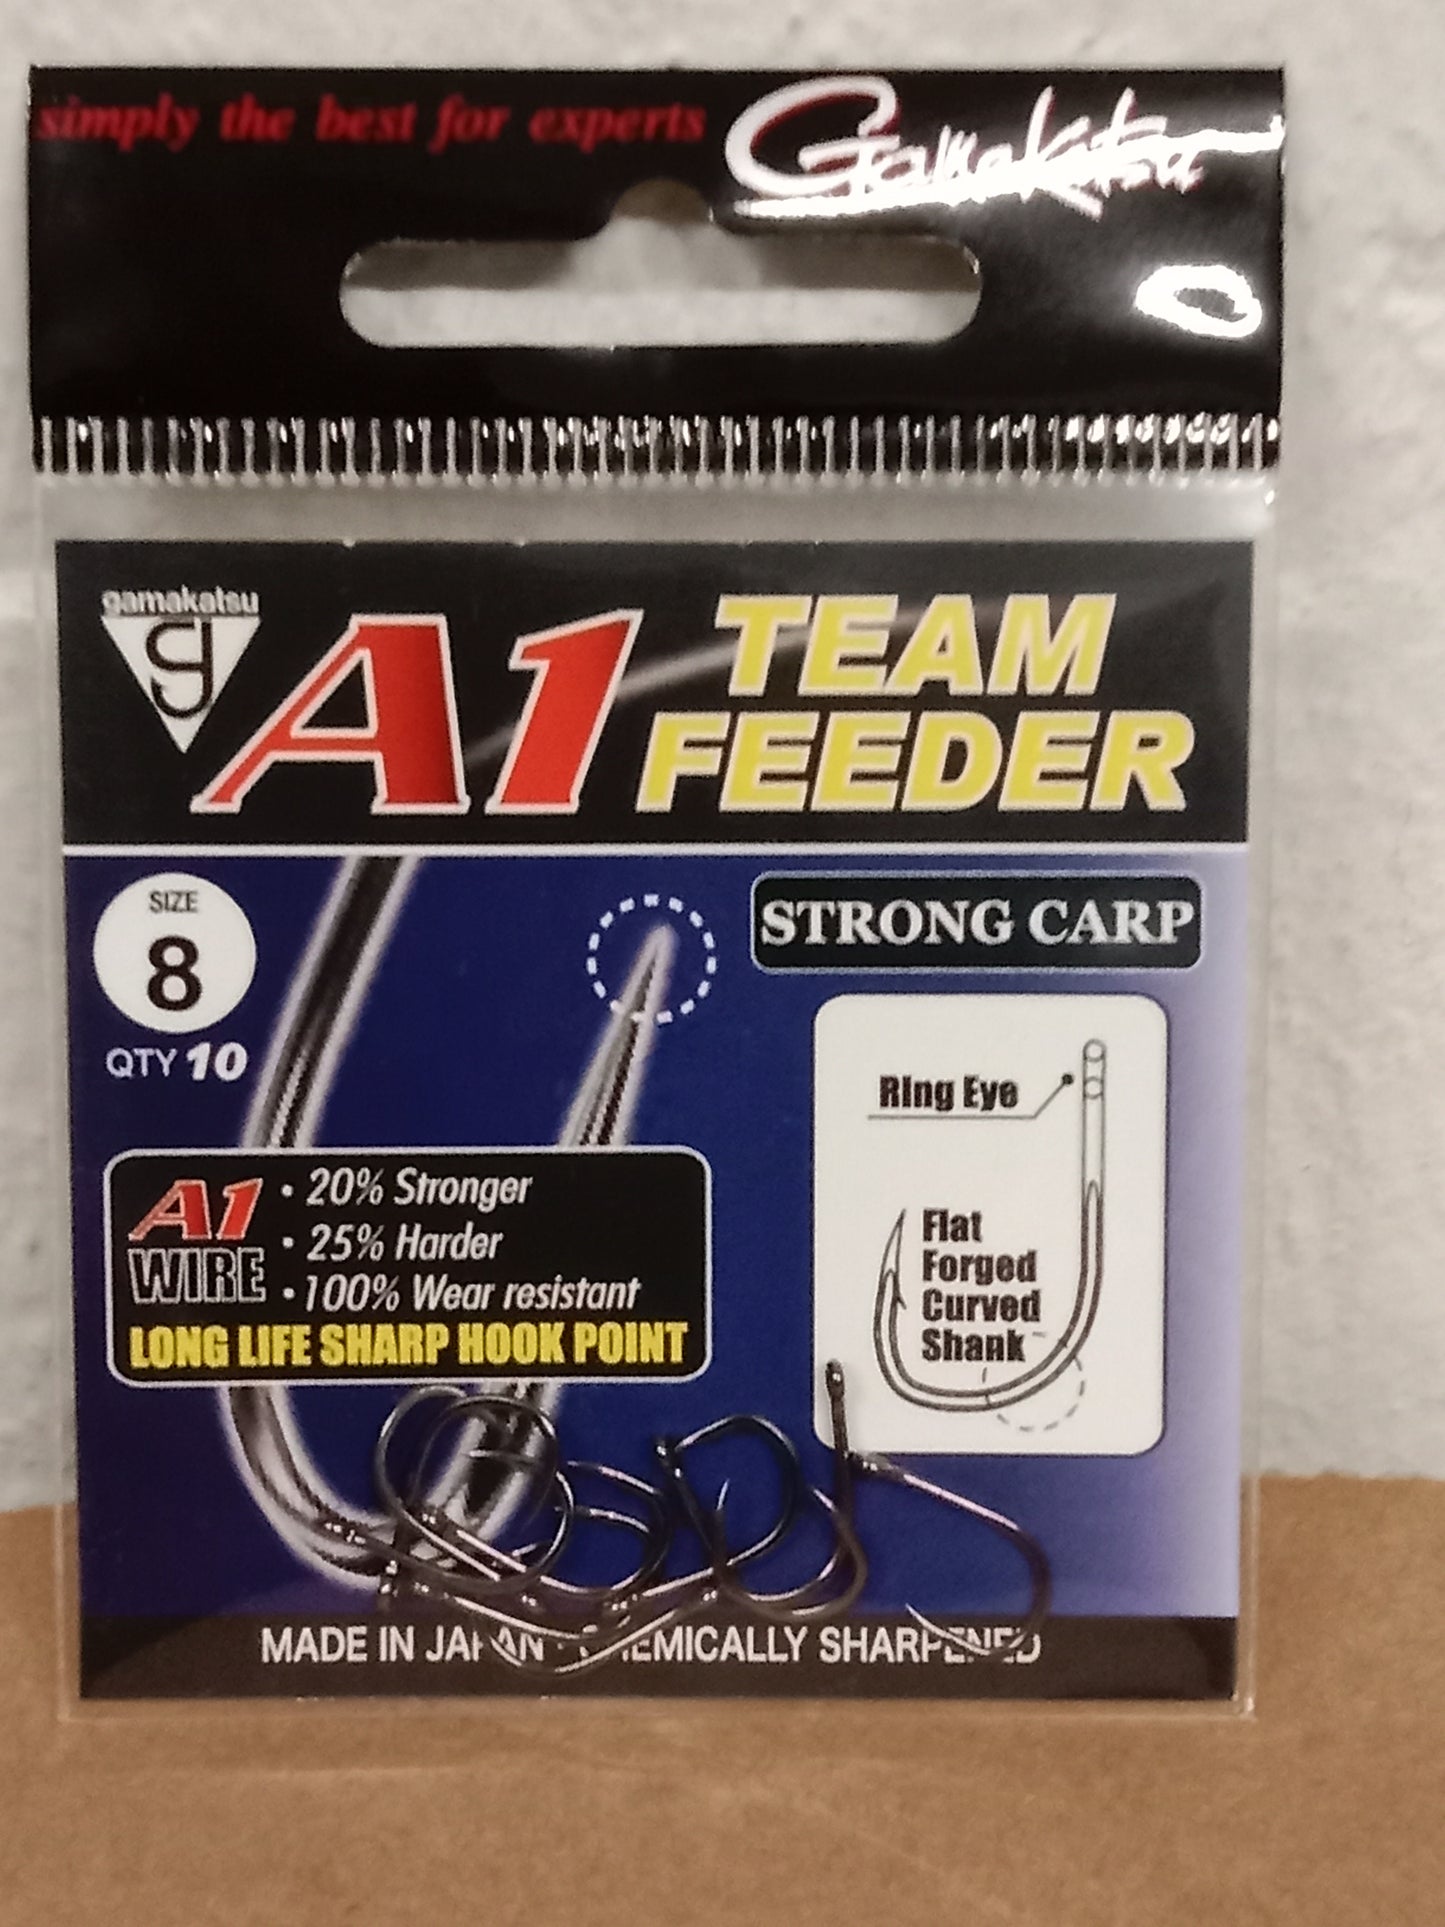 simply the best for experts
Gamakatsu
gamakatsu
g
A1
TEAM
FEEDER
SIZE
8
QTY 10
STRONG CARP
Ring Eye
Flat
Forged
Curved
Shank
A1
WIRE
• 20% Stronger
• 25% Harder
• 100% Wear resistant
LONG LIFE SHARP HOOK POINT
MADE IN JAPAN · CHEMICALLY SHARPENED